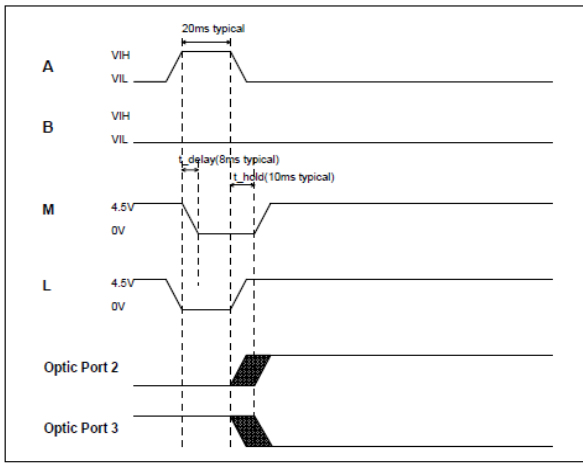 20ms typical
A
VIH
VIL
B
VIH
VIL
t_delay(8ms typical)
t_hold(10ms typical)
M
4.5V
0V
L
4.5V
0V
Optic Port 2
Optic Port 3